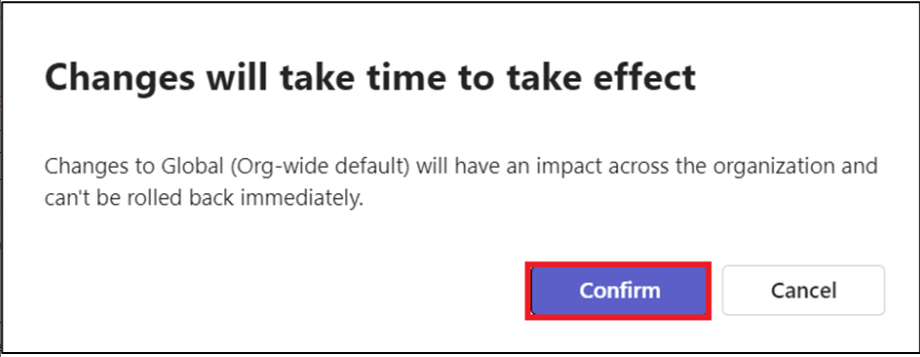 Changes will take time to take effect
Changes to Global (Org-wide default) will have an impact across the organization and
can't be rolled back immediately.
Confirm
Cancel